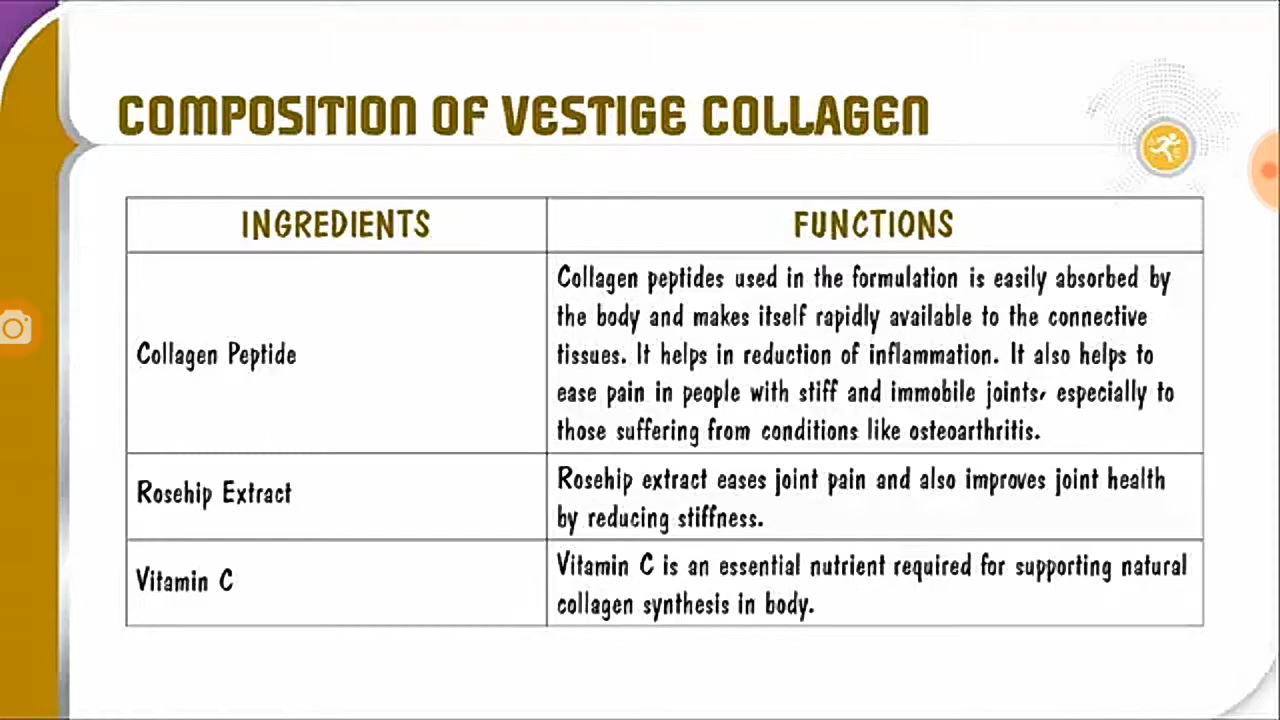 COMPOSITION OF VESTIGE COLLAGEN
INGREDIENTS
FUNCTIONS
Collagen Peptide
Collagen peptides used in the formulation is easily absorbed by
the body and makes itself rapidly available to the connective
tissues. It helps in reduction of inflammation. It also helps to
ease pain in people with stiff and immobile joints, especially to
those suffering from conditions like osteoarthritis.
Rosehip Extract
Rosehip extract eases joint pain and also improves joint health
by reducing stiffness.
Vitamin C
Vitamin C is an essential nutrient required for supporting natural
collagen synthesis in body.